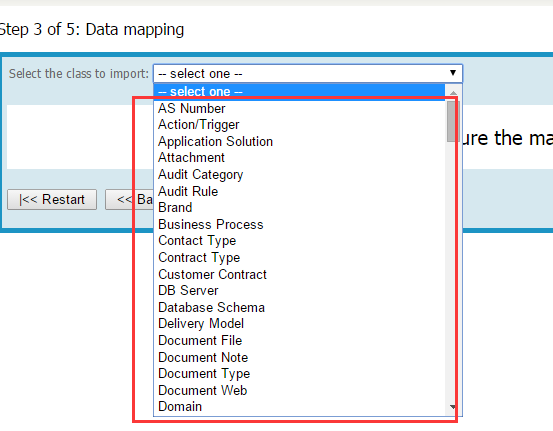 Step 3 of 5: Data mapping
Select the class to import: -- select one --
-- select one --
AS Number
Action/Trigger
Application Solution
Attachment
Audit Category
Audit Rule
Brand
Business Process
Contact Type
Contract Type
Customer Contract
DB Server
Database Schema
Delivery Model
Document File
Document Note
Document Type
Document Web
Domain
ure the ma
|<< Restart
<< Ba